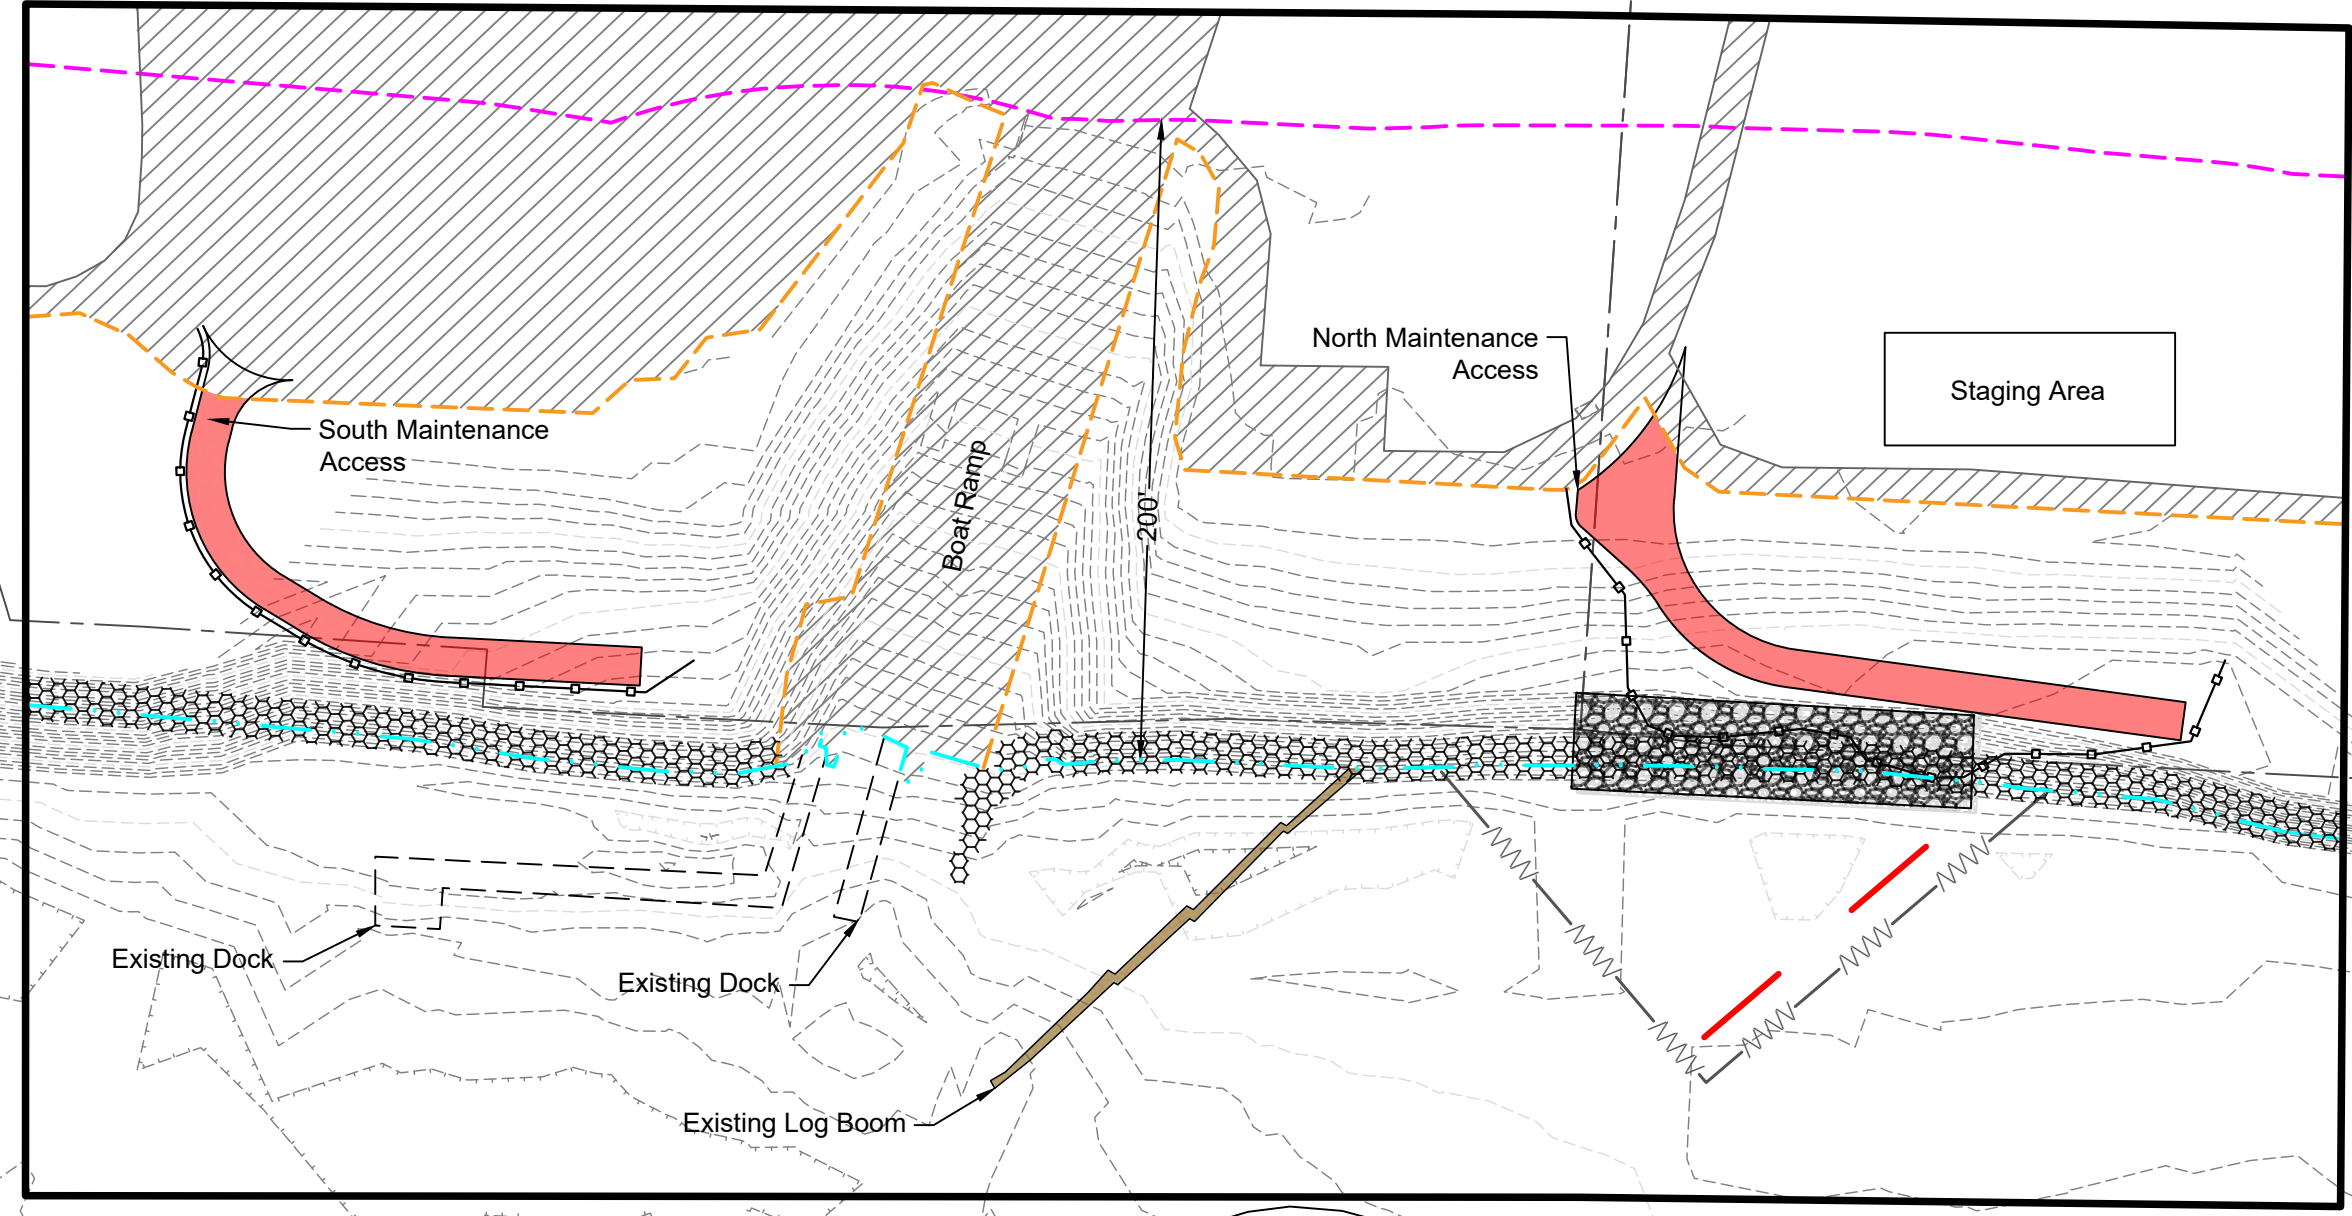 North Maintenance
Access
Staging Area
South Maintenance
Access
Boat Ramp
200'
Existing Dock
Existing Dock
Existing Log Boom